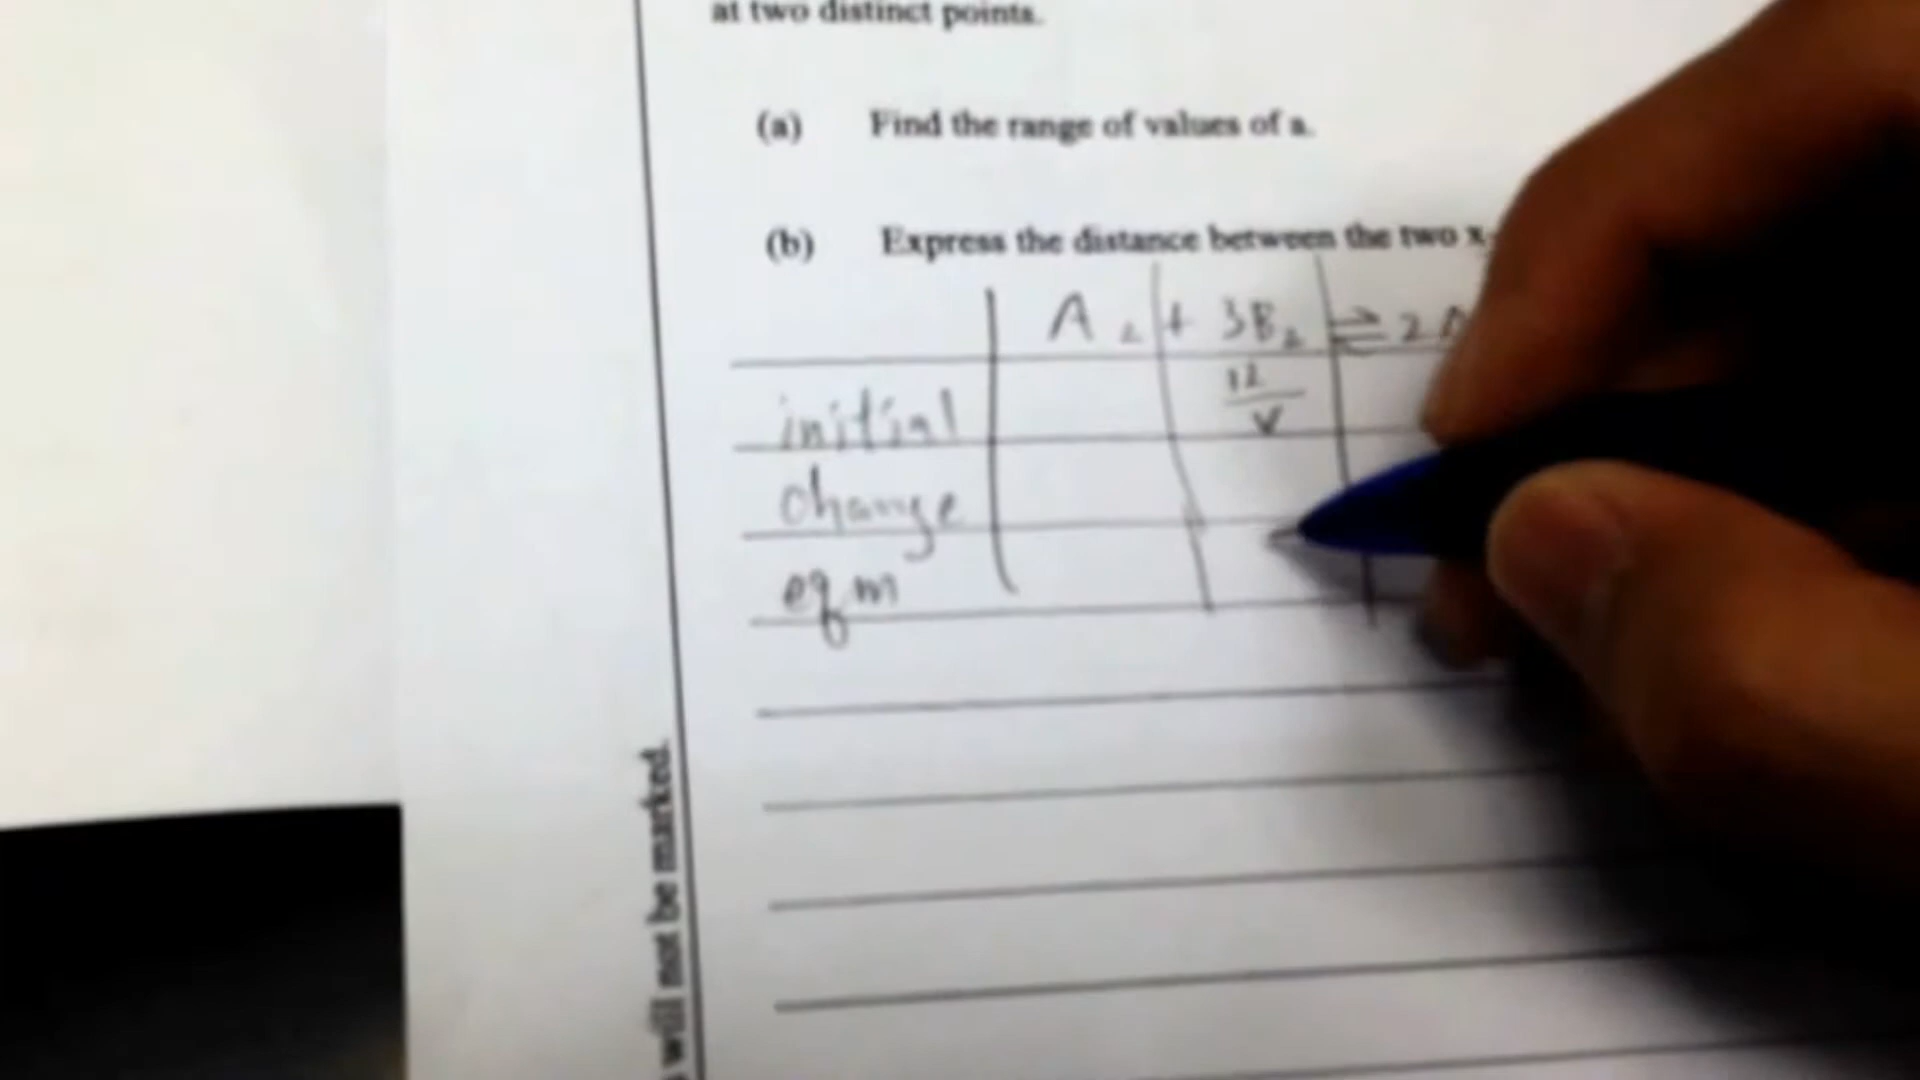 at two distinct points.
(a) Find the range of values of a.
(b) Express the distance between the two x
A₂ + 3B₂ ⇌ 2A
initial 12/V
change
eqm
will not be marked.